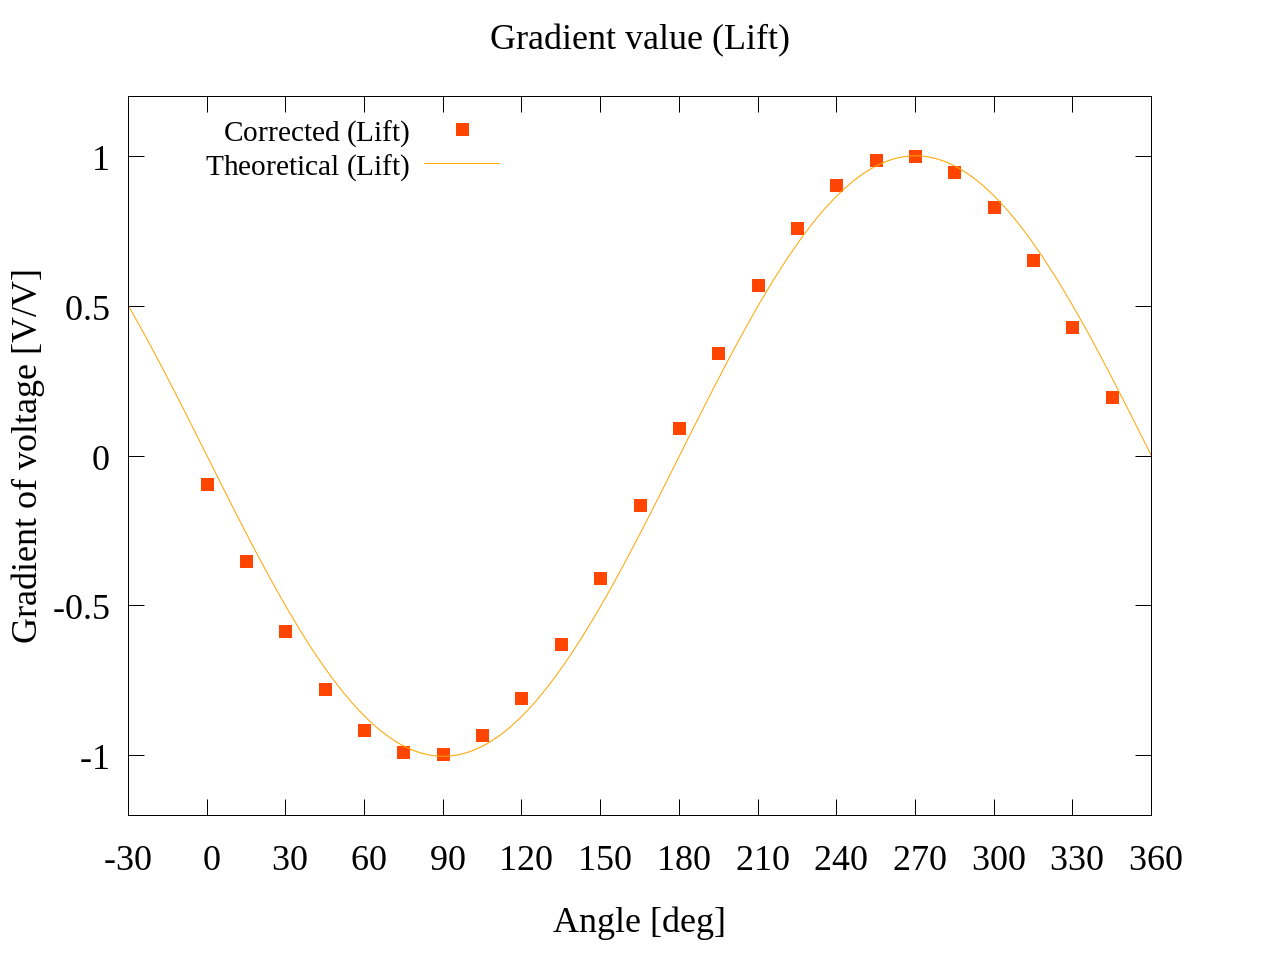 Gradient value (Lift)
Corrected (Lift)
Theoretical (Lift)
1
0.5
0
-0.5
-1
Gradient of voltage [V/V]
-30 0 30 60 90 120 150 180 210 240 270 300 330 360
Angle [deg]